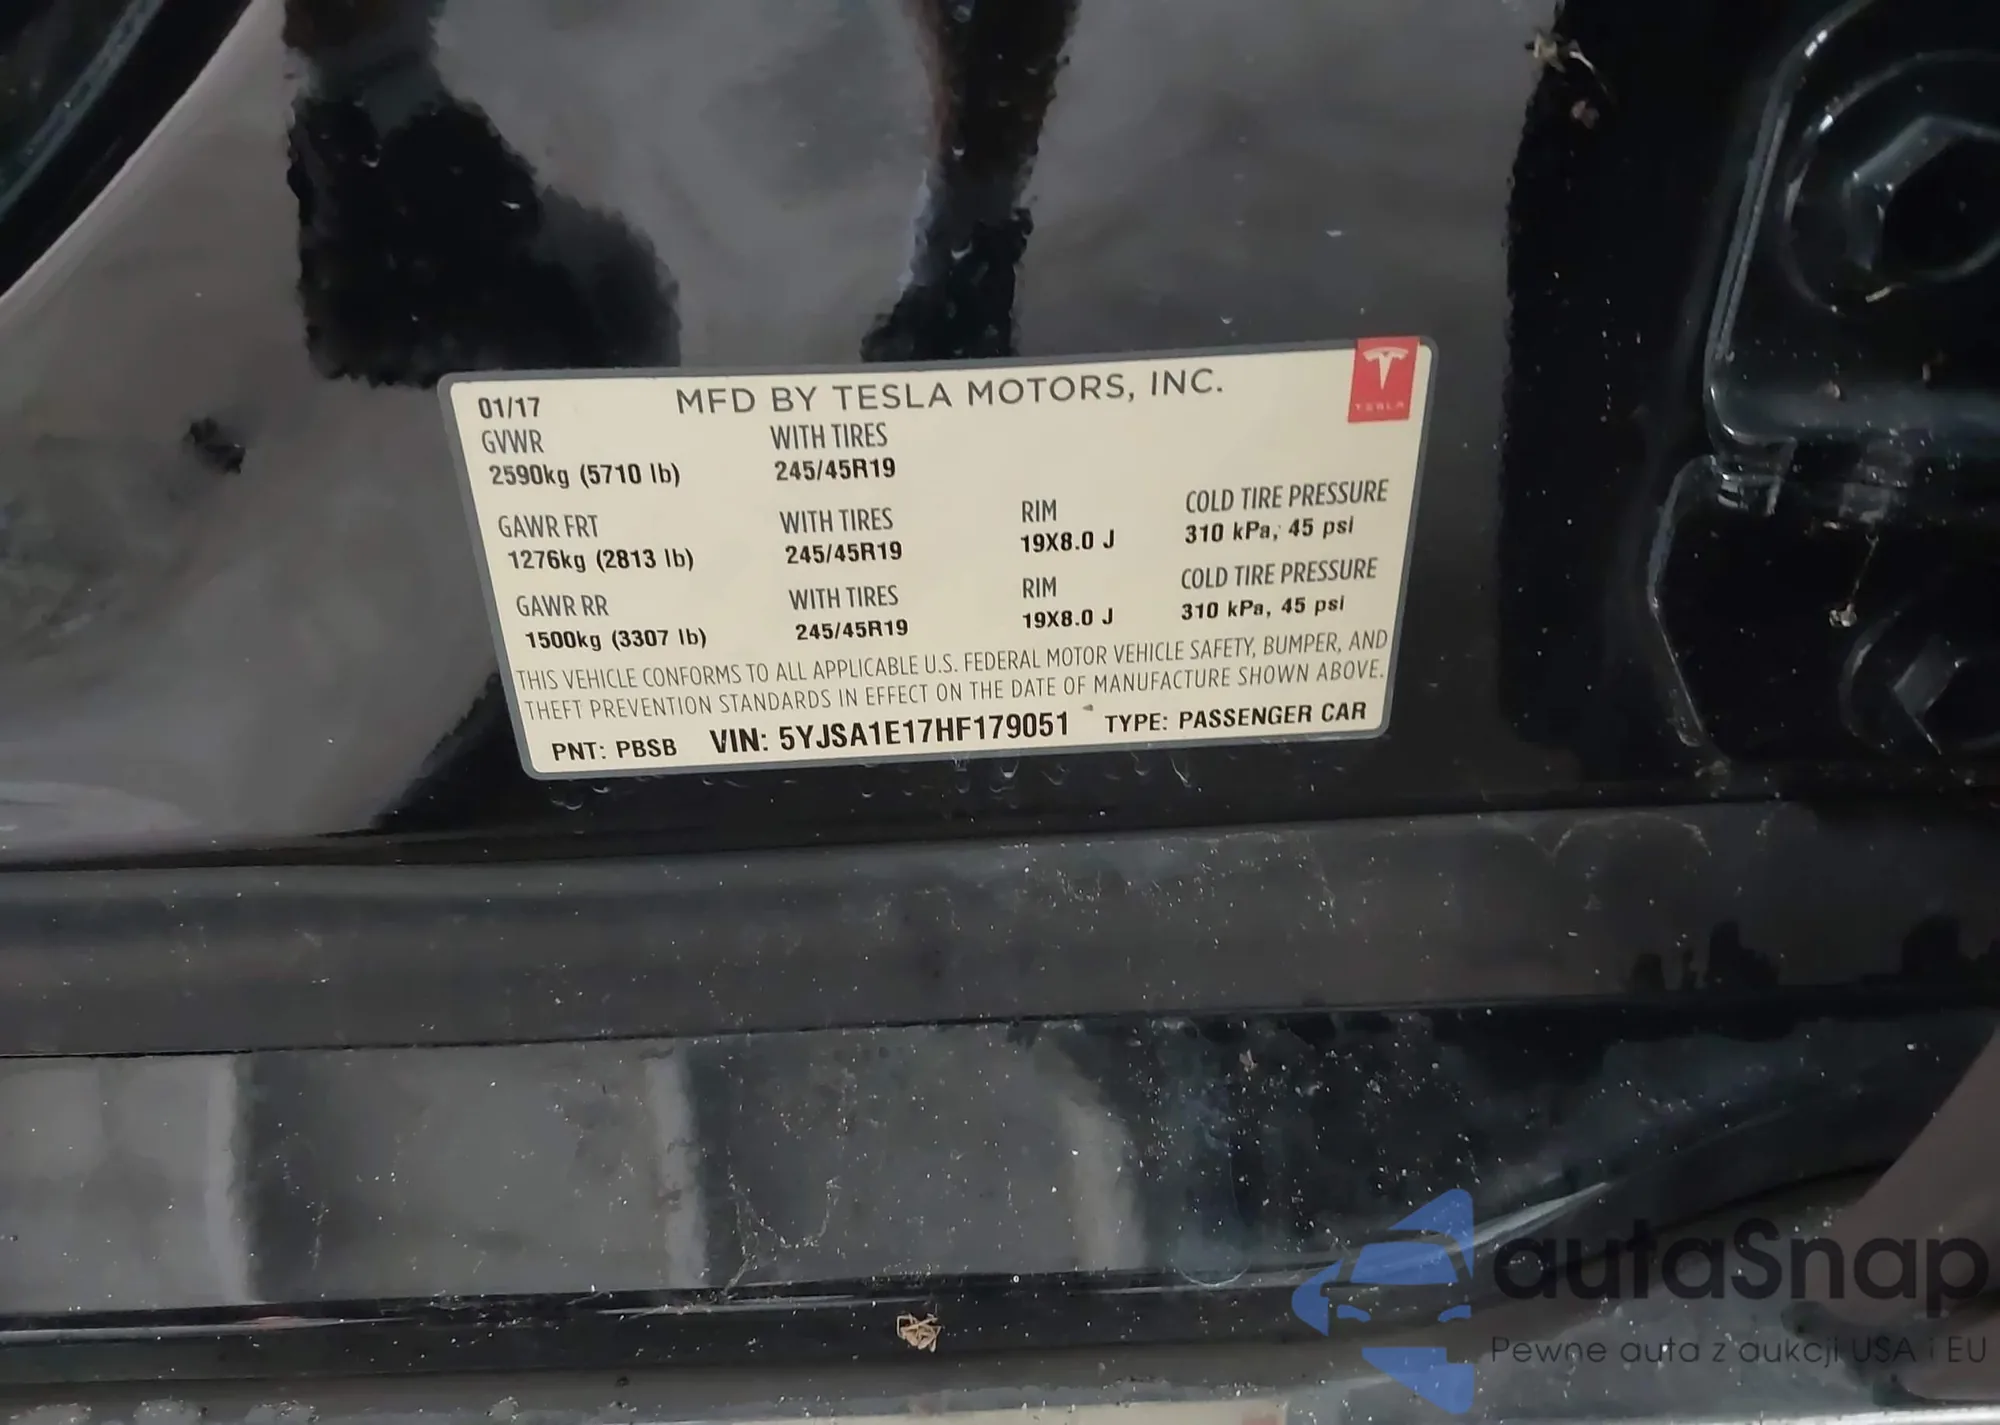 01/17 MFD BY TESLA MOTORS, INC.
TESLA
GVWR WITH TIRES
2590kg (5710 lb) 245/45R19
GAWR FRT WITH TIRES RIM COLD TIRE PRESSURE
1276kg (2813 lb) 245/45R19 19X8.0 J 310 kPa, 45 psi
GAWR RR WITH TIRES RIM COLD TIRE PRESSURE
1500kg (3307 lb) 245/45R19 19X8.0 J 310 kPa, 45 psi
THIS VEHICLE CONFORMS TO ALL APPLICABLE U.S. FEDERAL MOTOR VEHICLE SAFETY, BUMPER, AND
THEFT PREVENTION STANDARDS IN EFFECT ON THE DATE OF MANUFACTURE SHOWN ABOVE.
PNT: PBSB VIN: 5YJSA1E17HF179051 TYPE: PASSENGER CAR
autaSnap
Pewne auta z aukcji USA i EU